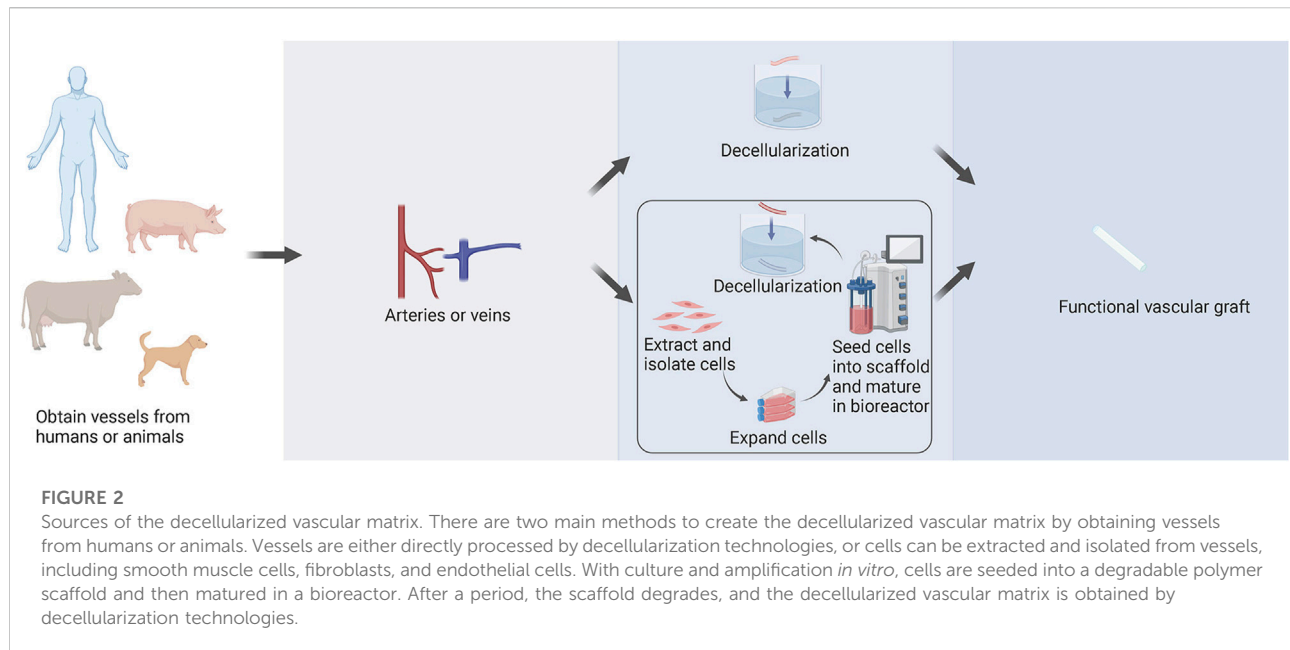 Obtain vessels from
humans or animals
Arteries or veins
Decellularization
Decellularization
Extract and
isolate cells
Expand cells
Seed cells
into scaffold
and mature
in bioreactor
Functional vascular graft
FIGURE 2
Sources of the decellularized vascular matrix. There are two main methods to create the decellularized vascular matrix by obtaining vessels
from humans or animals. Vessels are either directly processed by decellularization technologies, or cells can be extracted and isolated from vessels,
including smooth muscle cells, fibroblasts, and endothelial cells. With culture and amplification in vitro, cells are seeded into a degradable polymer
scaffold and then matured in a bioreactor. After a period, the scaffold degrades, and the decellularized vascular matrix is obtained by
decellularization technologies.